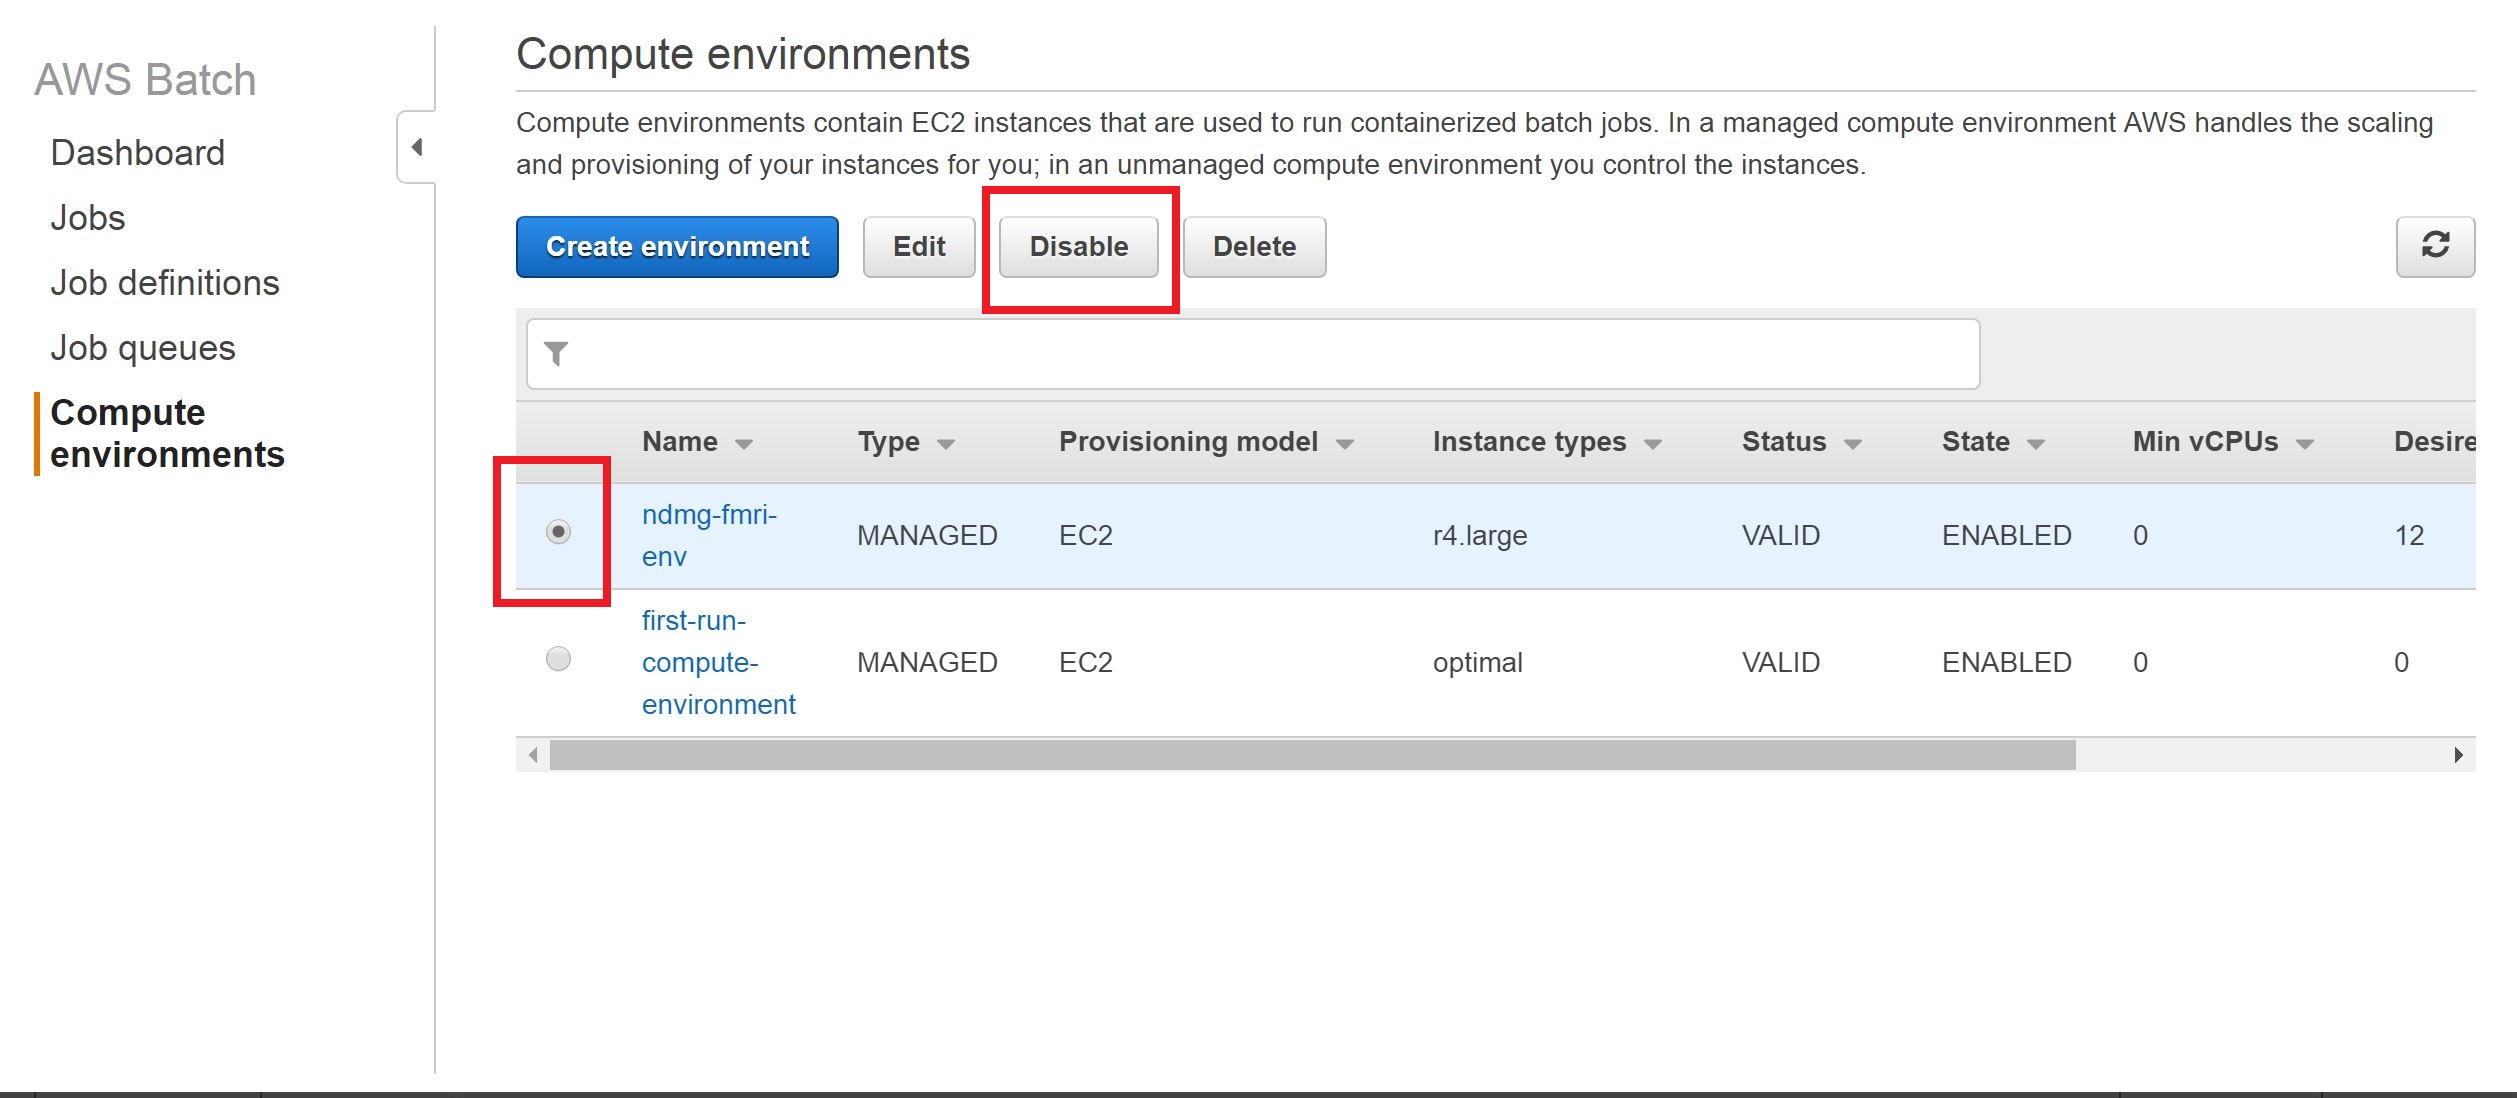 AWS Batch
Dashboard
Jobs
Job definitions
Job queues
Compute
environments
Compute environments
Compute environments contain EC2 instances that are used to run containerized batch jobs. In a managed compute environment AWS handles the scaling
and provisioning of your instances for you; in an unmanaged compute environment you control the instances.
Create environment Edit Disable Delete
Name Type Provisioning model Instance types Status State Min vCPUs Desire
ndmg-fmri-
env MANAGED EC2 r4.large VALID ENABLED 0 12
first-run-
compute- MANAGED EC2 optimal VALID ENABLED 0 0
environment